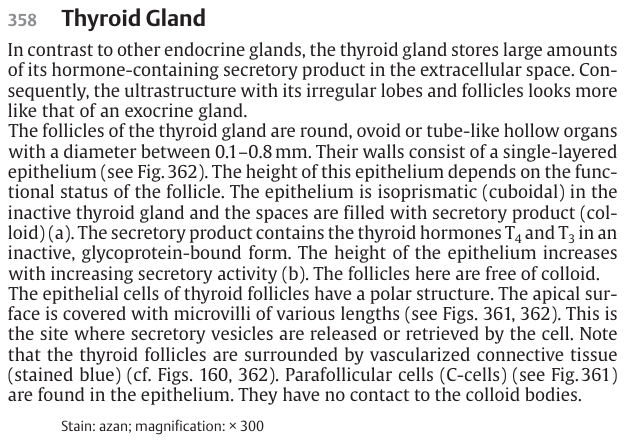 358 Thyroid Gland
In contrast to other endocrine glands, the thyroid gland stores large amounts
of its hormone-containing secretory product in the extracellular space. Con-
sequently, the ultrastructure with its irregular lobes and follicles looks more
like that of an exocrine gland.
The follicles of the thyroid gland are round, ovoid or tube-like hollow organs
with a diameter between 0.1–0.8 mm. Their walls consist of a single-layered
epithelium (see Fig. 362). The height of this epithelium depends on the func-
tional status of the follicle. The epithelium is isoprismatic (cuboidal) in the
inactive thyroid gland and the spaces are filled with secretory product (col-
loid) (a). The secretory product contains the thyroid hormones T₄ and T₃ in an
inactive, glycoprotein-bound form. The height of the epithelium increases
with increasing secretory activity (b). The follicles here are free of colloid.
The epithelial cells of thyroid follicles have a polar structure. The apical sur-
face is covered with microvilli of various lengths (see Figs. 361, 362). This is
the site where secretory vesicles are released or retrieved by the cell. Note
that the thyroid follicles are surrounded by vascularized connective tissue
(stained blue) (cf. Figs. 160, 362). Parafollicular cells (C-cells) (see Fig. 361)
are found in the epithelium. They have no contact to the colloid bodies.
Stain: azan; magnification: × 300